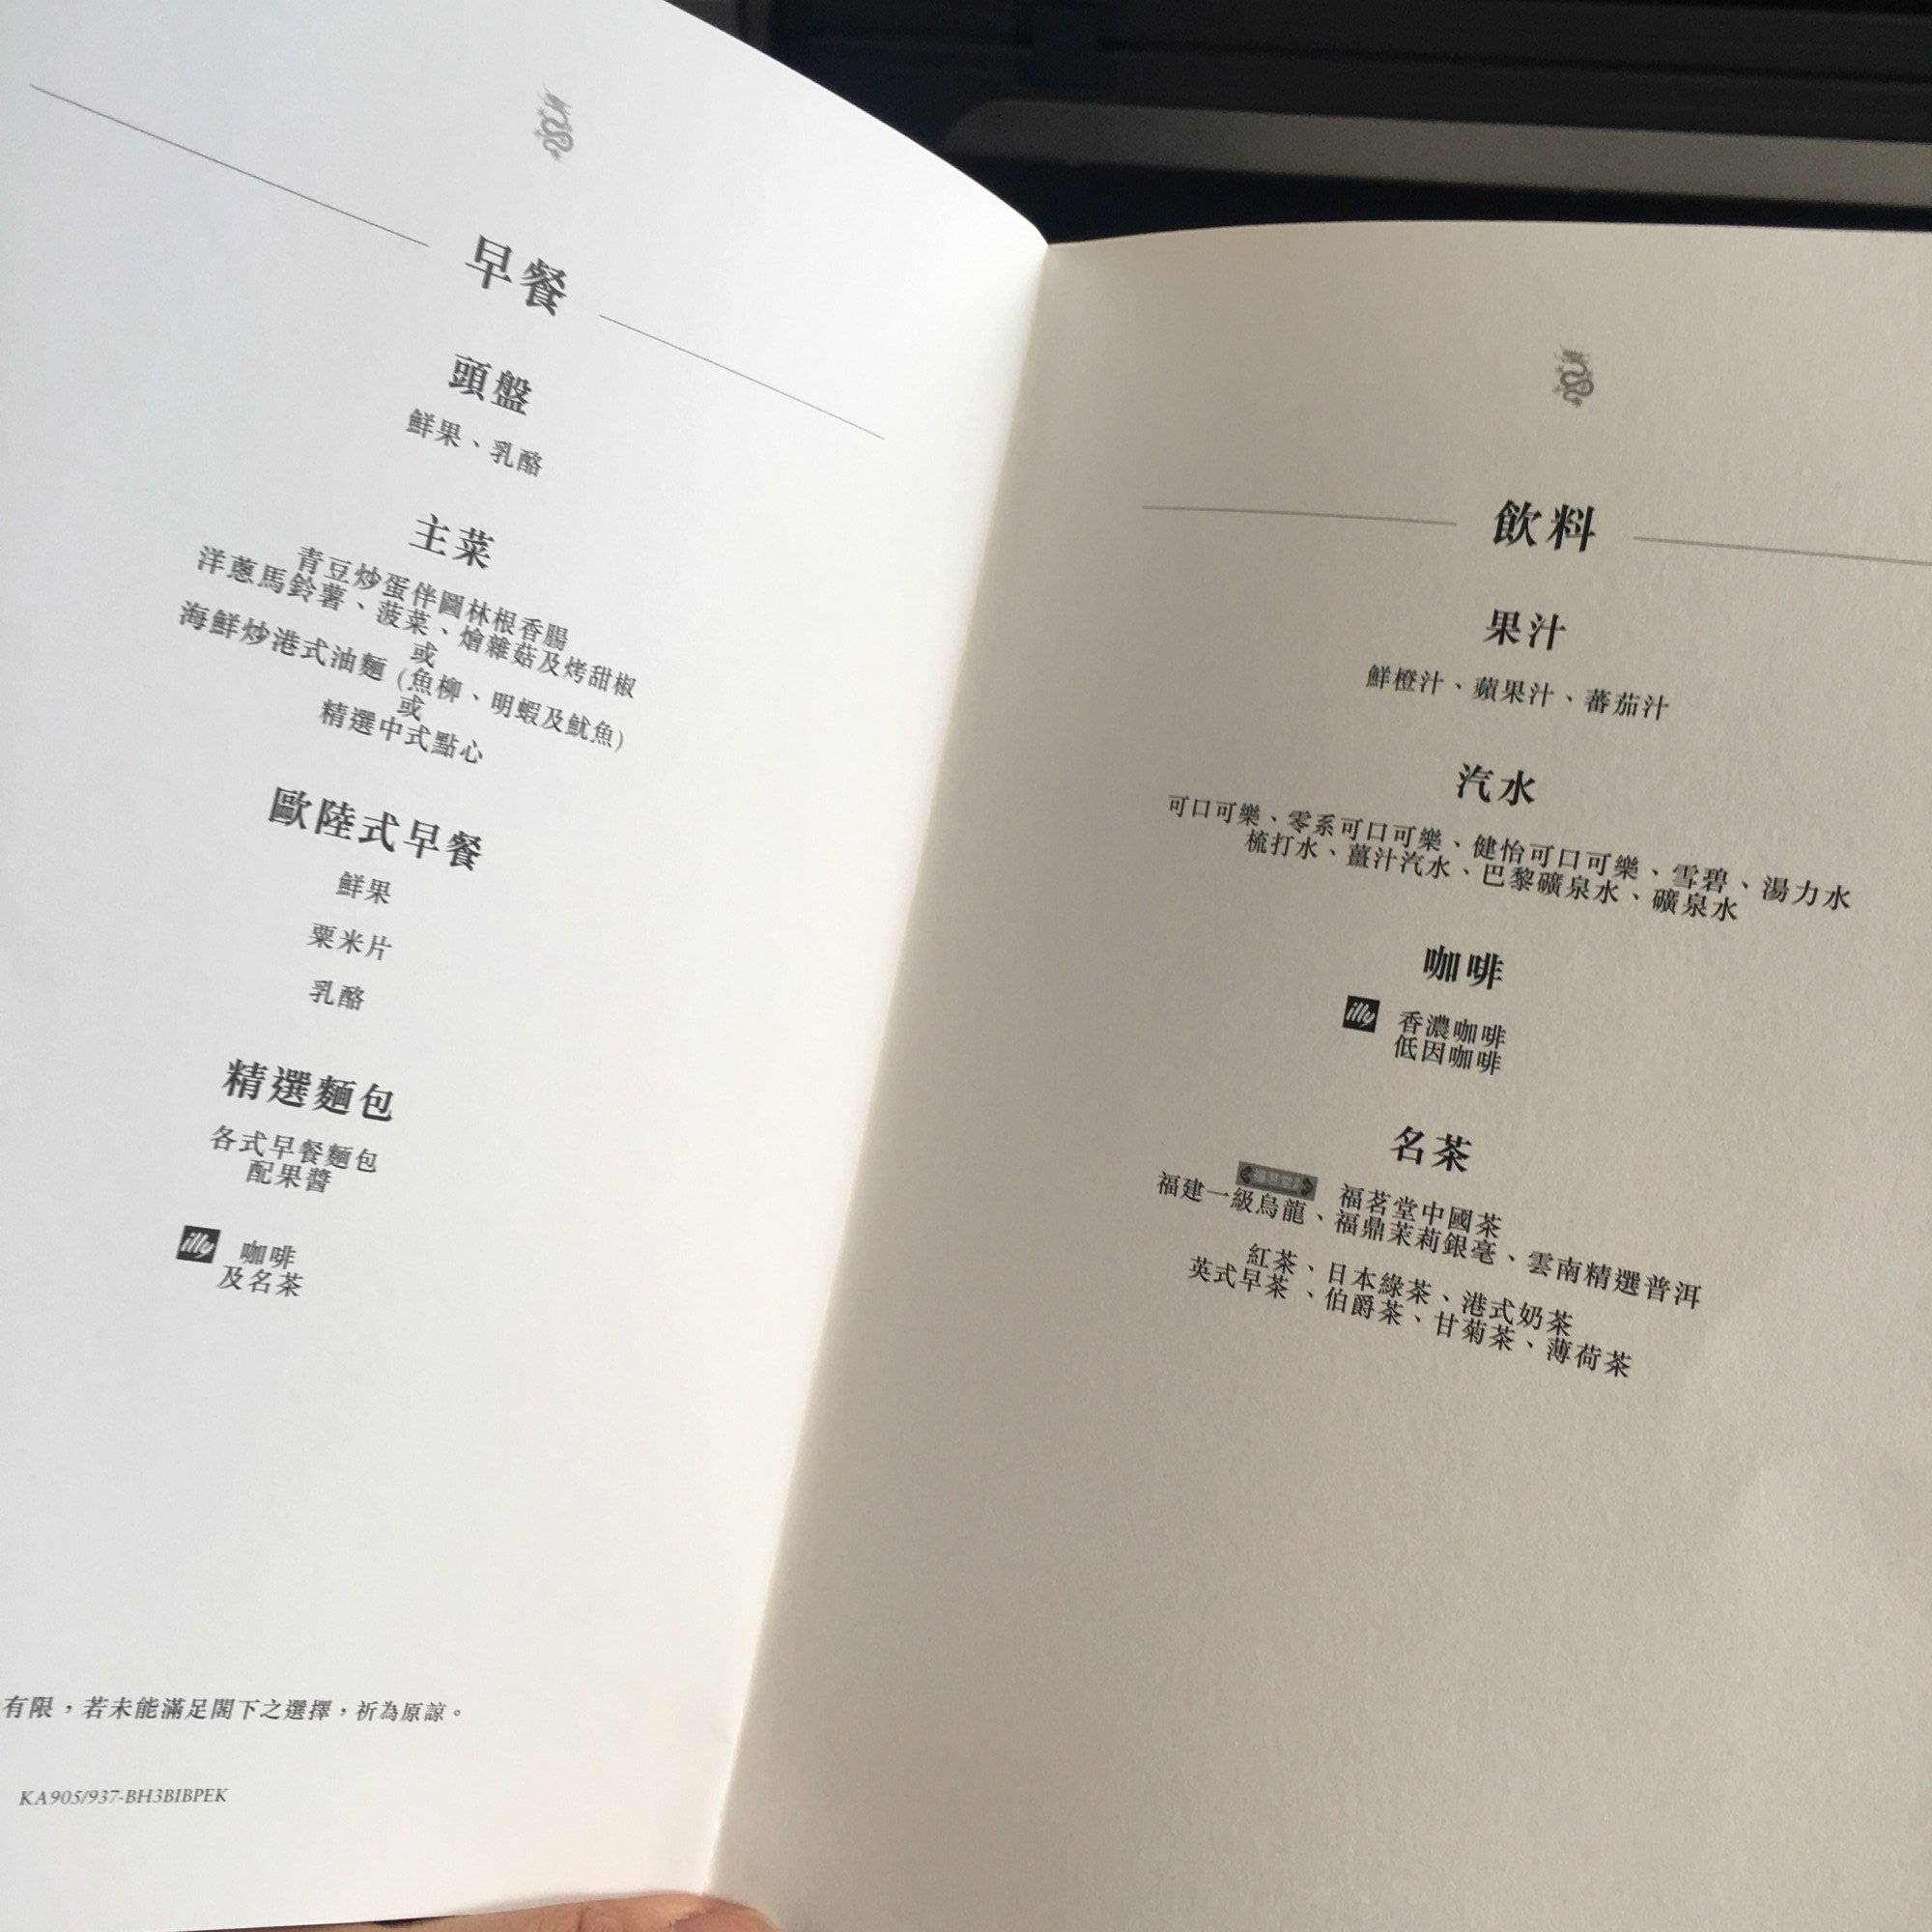 早餐
頭盤
鮮果、乳酪
主菜
青豆炒蛋伴圖林根香腸
洋蔥馬鈴薯、菠菜、燴雜菇及烤甜椒
或
海鮮炒港式油麵 (魚柳、明蝦及魷魚)
或
精選中式點心
歐陸式早餐
鮮果
粟米片
乳酪
精選麵包
各式早餐麵包
配果醬
illy 咖啡
及名茶
有限，若未能滿足閣下之選擇，祈為原諒。
KA905/937-BH3BIBPEK
飲料
果汁
鮮橙汁、蘋果汁、蕃茄汁
汽水
可口可樂、零系可口可樂、健怡可口可樂、雪碧、湯力水
梳打水、薑汁汽水、巴黎礦泉水、礦泉水
咖啡
illy 香濃咖啡
低因咖啡
名茶
福茗堂 福茗堂中國茶
福建一級烏龍、福鼎茉莉銀毫、雲南精選普洱
紅茶、日本綠茶、港式奶茶
英式早茶、伯爵茶、甘菊茶、薄荷茶